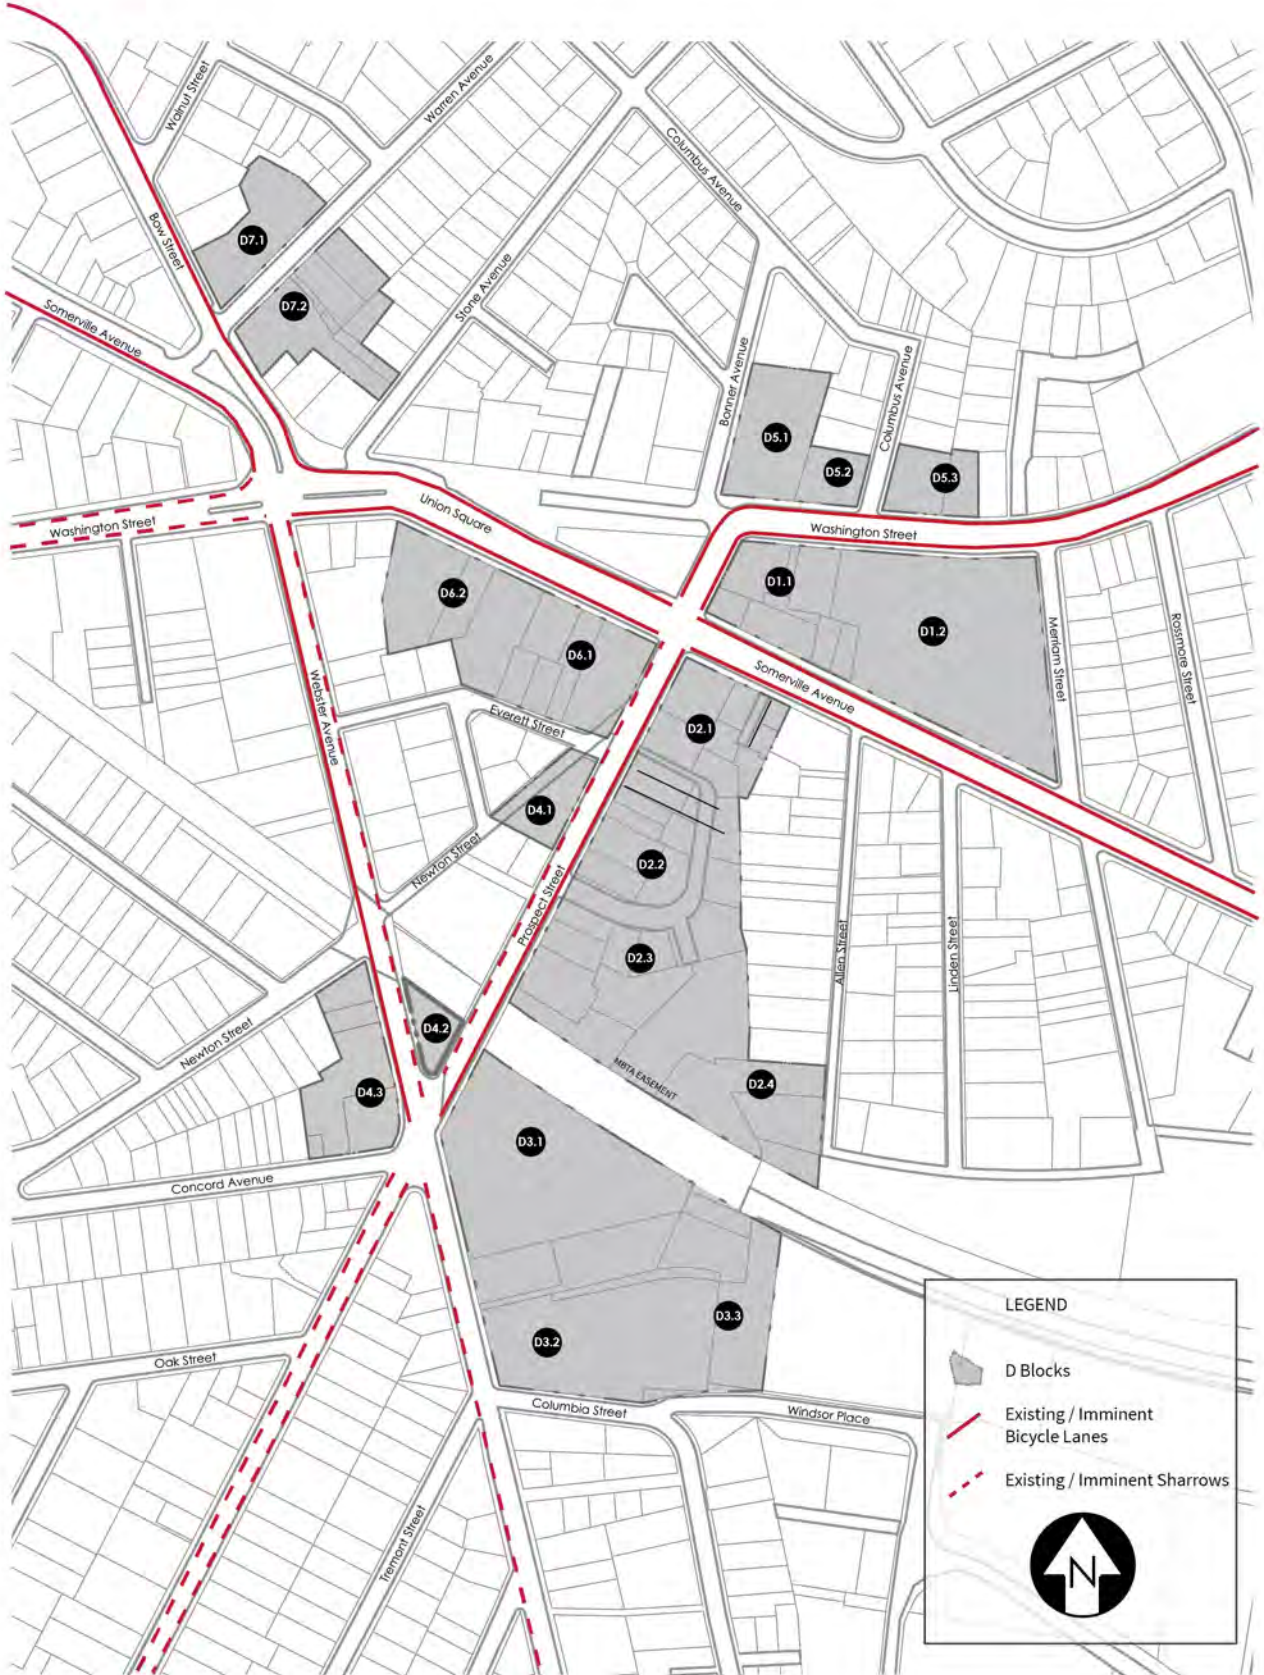 Walnut Street
Warren Avenue
Columbus Avenue
Bow Street
D7.1
Stone Avenue
D7.2
Somerville Avenue
Bonner Avenue
Columbus Avenue
D5.1
D5.2
D5.3
Union Square
Washington Street
Washington Street
D1.1
D6.2
D1.2
Merriam Street
Rossmore Street
D6.1
Somerville Avenue
Webster Avenue
Everett Street
D2.1
D4.1
Newton Street
D2.2
Prospect Street
D2.3
Allen Street
Linden Street
D4.2
Newton Street
MBTA EASEMENT
D4.3
D2.4
D3.1
Concord Avenue
D3.3
D3.2
Oak Street
Columbia Street
Windsor Place
Tremont Street
LEGEND
D Blocks
Existing / Imminent
Bicycle Lanes
Existing / Imminent Sharrows
N